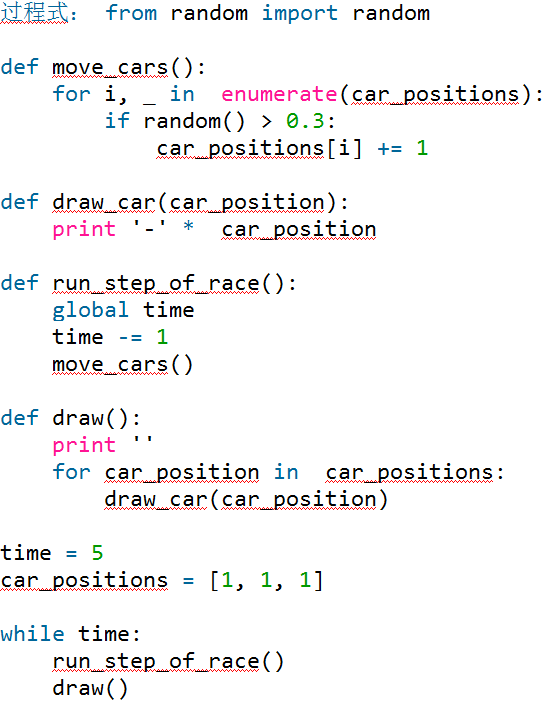 过程式: from random import random
def move_cars():
    for i, _ in  enumerate(car_positions):
        if random() > 0.3:
            car_positions[i] += 1
def draw_car(car_position):
    print '-' *  car_position
def run_step_of_race():
    global time
    time -= 1
    move_cars()
def draw():
    print ''
    for car_position in  car_positions:
        draw_car(car_position)
time = 5
car_positions = [1, 1, 1]
while time:
    run_step_of_race()
    draw()